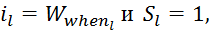 i_l = W_{when_l} и S_l = 1,